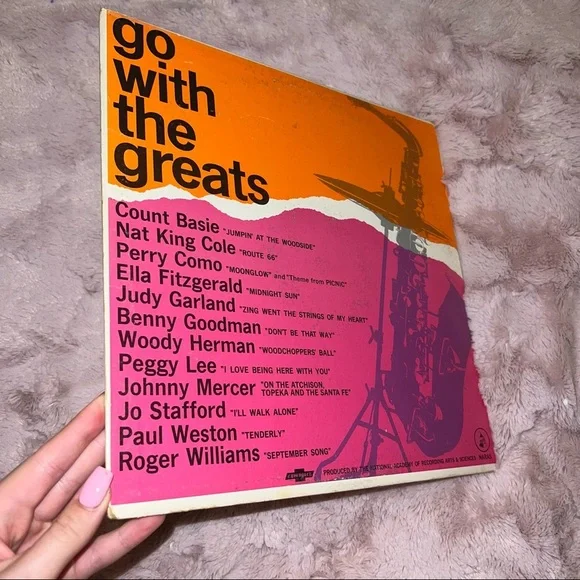 go
with
the
greats
Count Basie "JUMPIN' AT THE WOODSIDE"
Nat King Cole "ROUTE 66"
Perry Como "MOONGLOW" and "Theme from PICNIC"
Ella Fitzgerald "MIDNIGHT SUN"
Judy Garland "ZING WENT THE STRINGS OF MY HEART"
Benny Goodman "DON'T BE THAT WAY"
Woody Herman "WOODCHOPPERS' BALL"
Peggy Lee "I LOVE BEING HERE WITH YOU"
Johnny Mercer "ON THE ATCHISON,
TOPEKA AND THE SANTA FE"
Jo Stafford "I'LL WALK ALONE"
Paul Weston "TENDERLY"
Roger Williams "SEPTEMBER SONG"
CHEVROLET PRODUCED BY THE NATIONAL ACADEMY OF RECORDING ARTS & SCIENCES